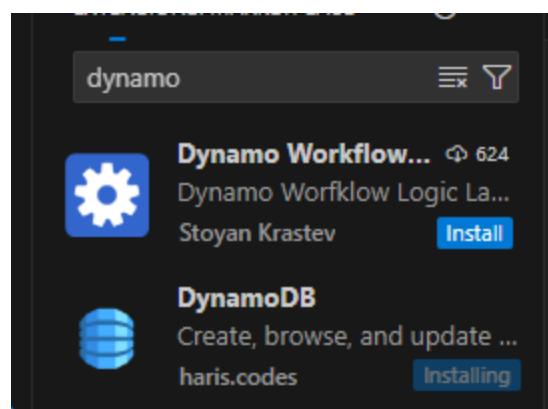 dynamo
Dynamo Workflow... 624
Dynamo Worfklow Logic La...
Stoyan Krastev Install
DynamoDB
Create, browse, and update ...
haris.codes Installing